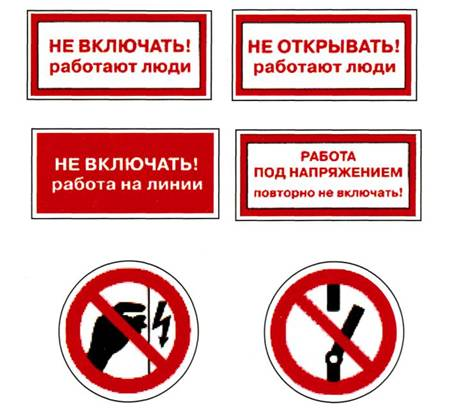 НЕ ВКЛЮЧАТЬ!
работают люди
НЕ ОТКРЫВАТЬ!
работают люди
НЕ ВКЛЮЧАТЬ!
работа на линии
РАБОТА
ПОД НАПРЯЖЕНИЕМ
повторно не включать!